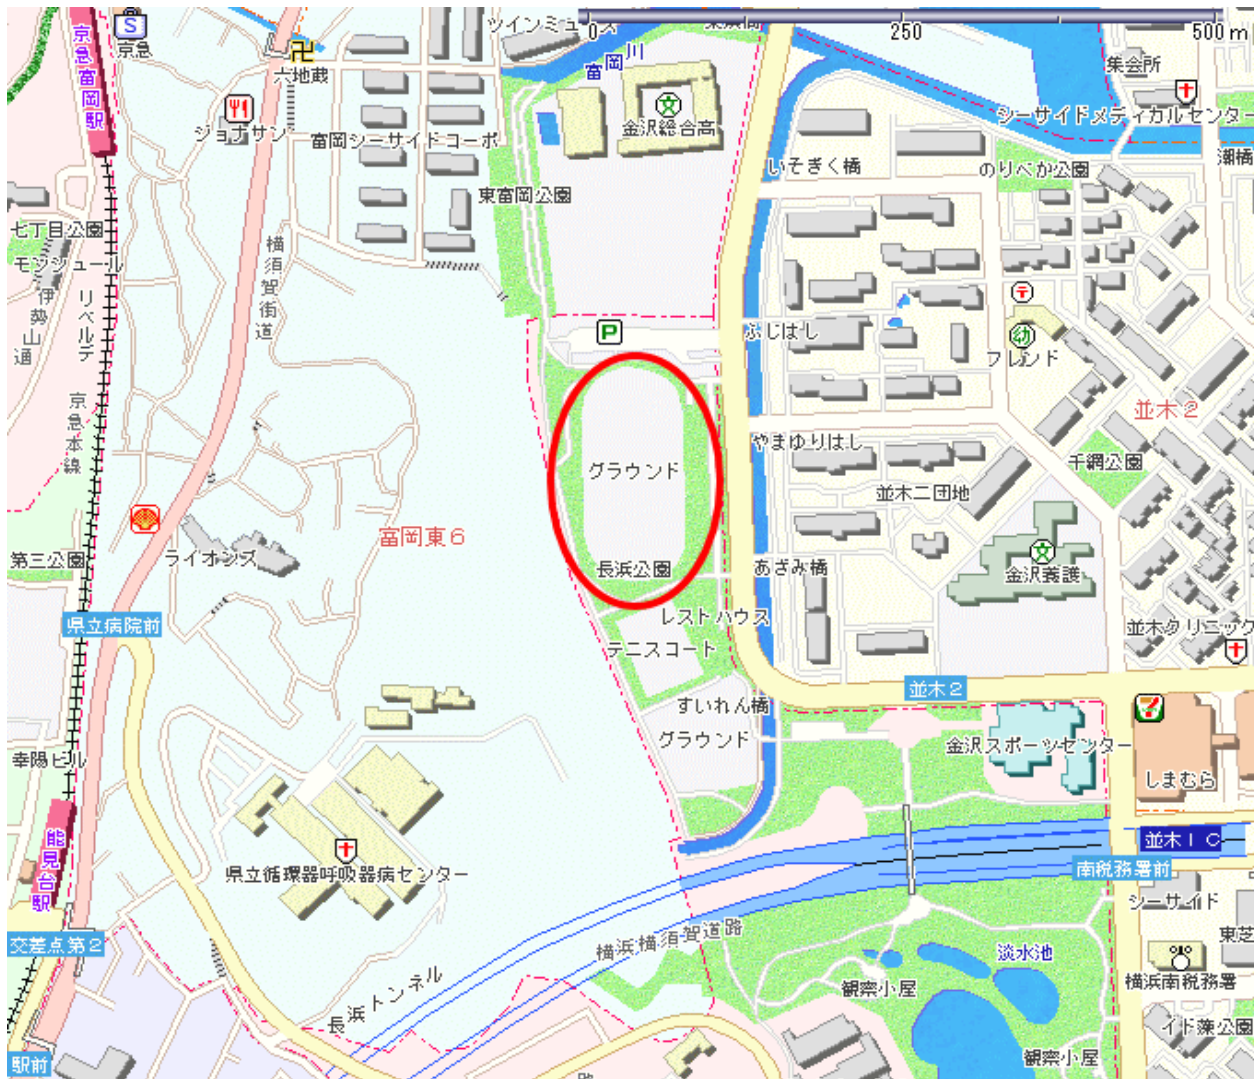 0
250
500 m
S
京急
京急富岡駅
卍
六地蔵
ツインミューズ
富岡川
集会所
シーサイドメディカルセンター
ジョナサン
富岡シーサイドコーポ
文
金沢総合高
いそぎく橋
のりべか公園
潮橋
東富岡公園
七丁目公園
モンシュール
伊勢山通
リベルテ
横須賀街道
P
ふじはし
〒
幼
フレンド
並木2
京急本線
グラウンド
やまゆりはし
千網公園
並木二団地
富岡東6
第三公園
ライオンズ
長浜公園
あざみ橋
文
金沢養護
県立病院前
レストハウス
テニスコート
並木クリニック
並木2
すいれん橋
グラウンド
7
金沢スポーツセンター
幸陽ビル
しまむら
能見台駅
並木IC
県立循環器呼吸器病センター
南税務署前
シーサイド
交差点第2
横浜横須賀道路
淡水池
東芝
長浜トンネル
観察小屋
横浜南税務署
イド藻公園
駅前
観察小屋
路